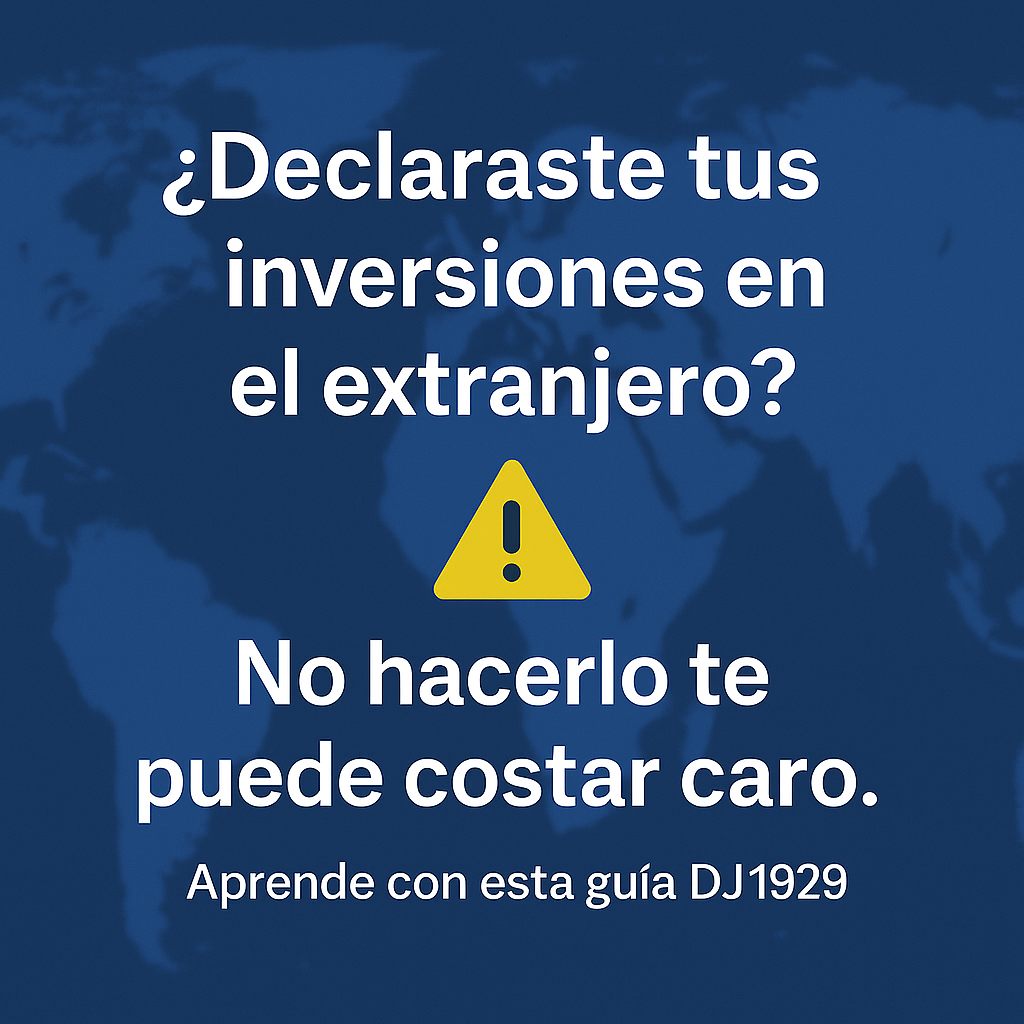 ¿Declaraste tus
inversiones en
el extranjero?
No hacerlo te
puede costar caro.
Aprende con esta guía DJ1929